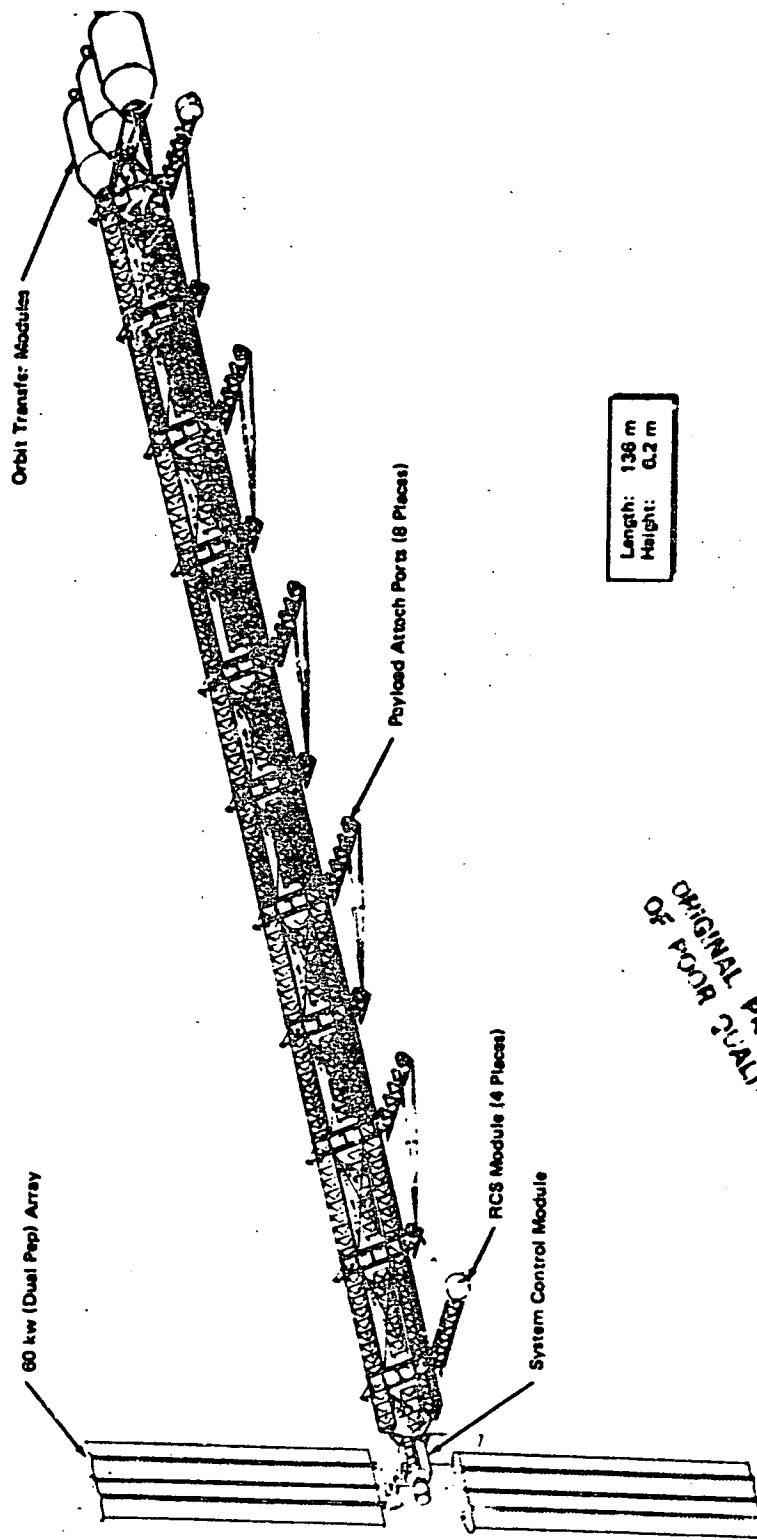 60 kw (Dual Pep) Array
Orbit Transfer Modules
Payload Attach Ports (8 Places)
RCS Module (4 Places)
System Control Module
Length: 136 m
Height: 6.2 m
ORIGINAL
OF POOR